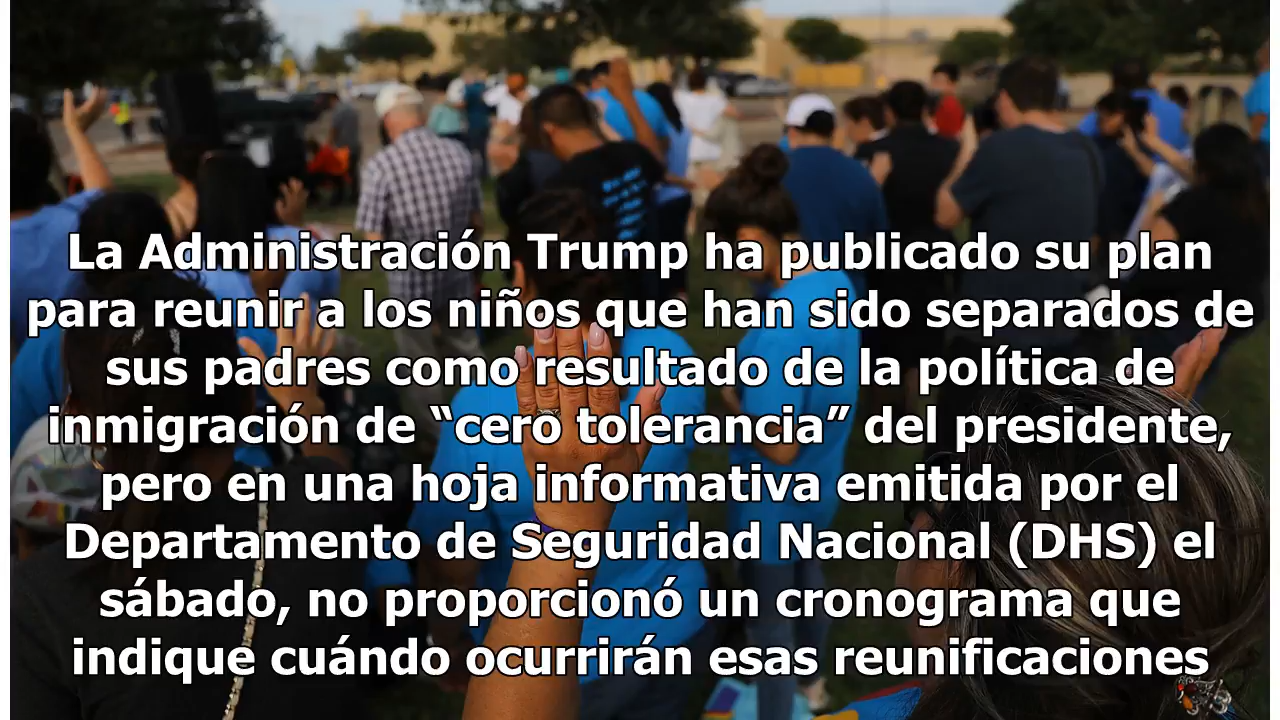 La Administración Trump ha publicado su plan
para reunir a los niños que han sido separados de
sus padres como resultado de la política de
inmigración de “cero tolerancia” del presidente,
pero en una hoja informativa emitida por el
Departamento de Seguridad Nacional (DHS) el
sábado, no proporcionó un cronograma que
indique cuándo ocurrirán esas reunificaciones